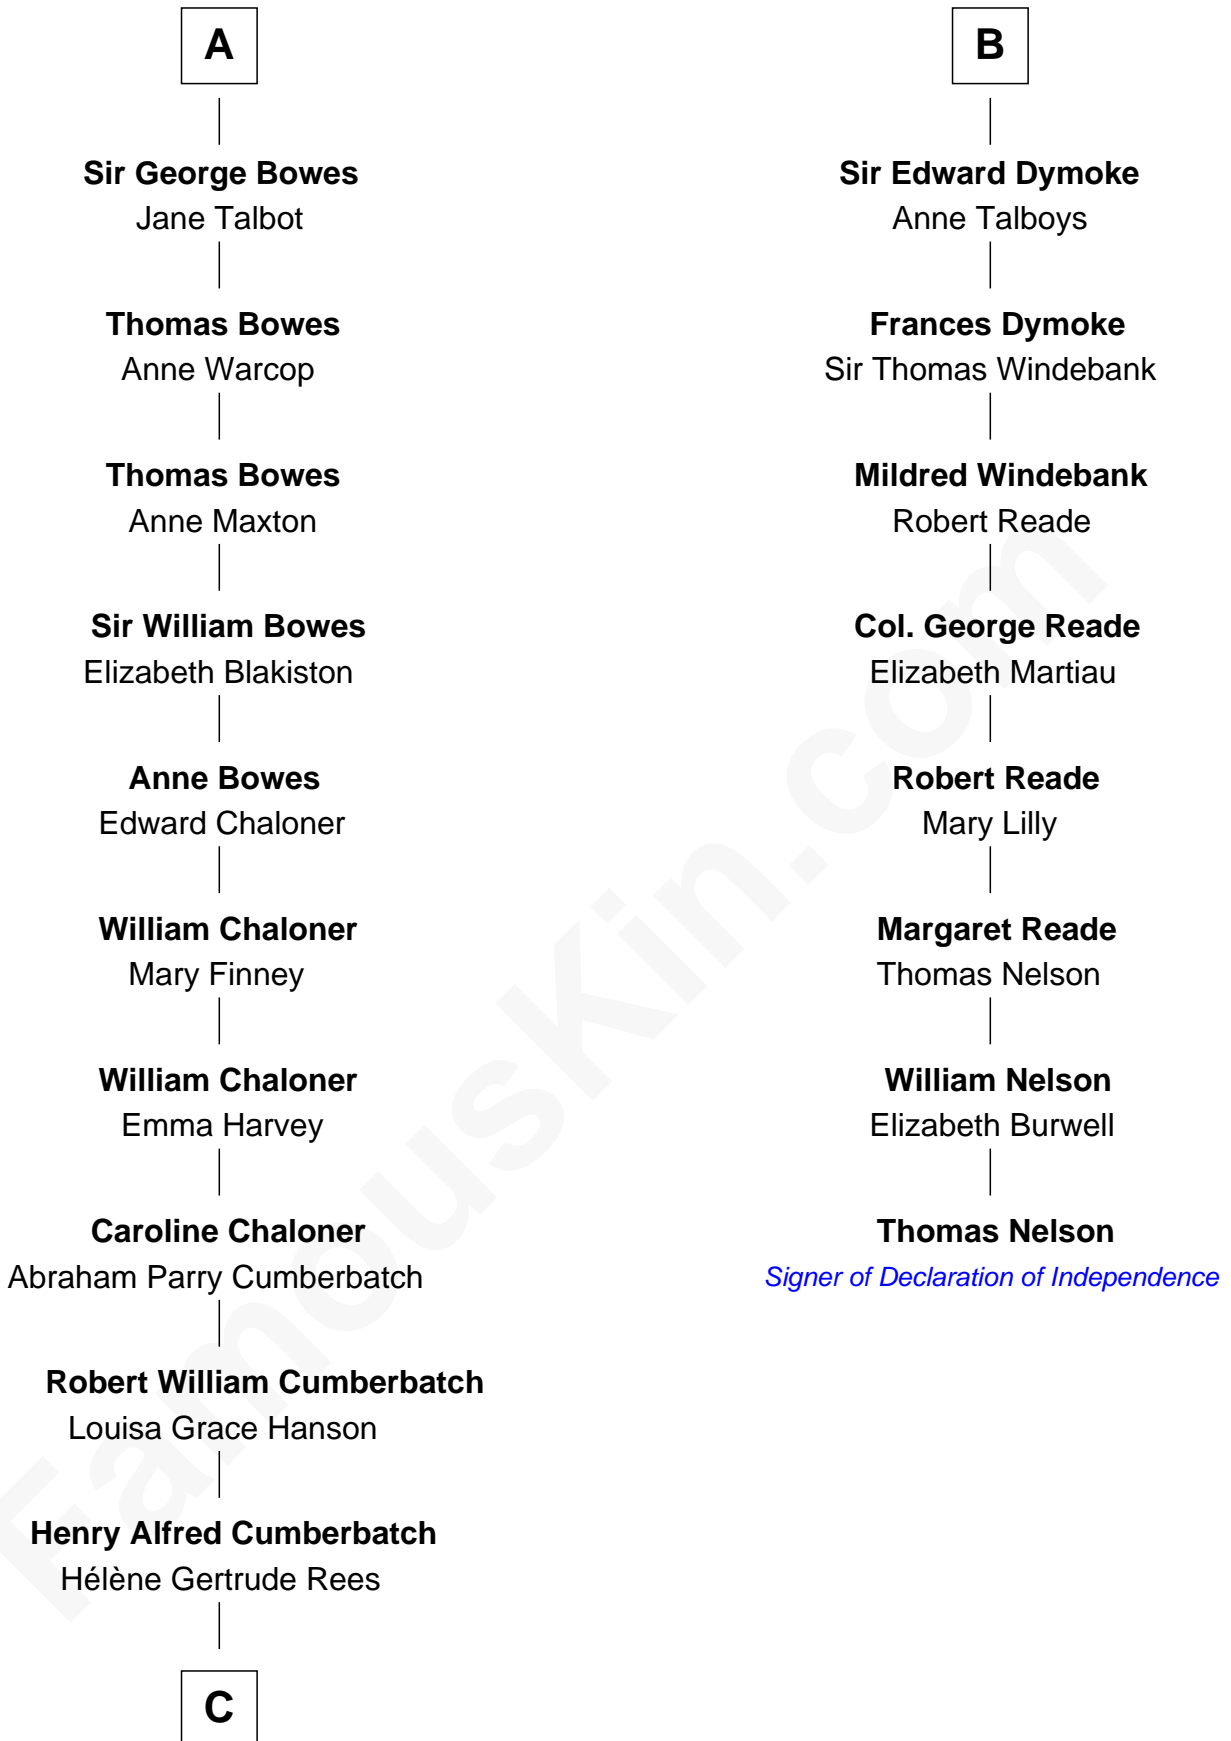 A
Sir George Bowes
Jane Talbot
Thomas Bowes
Anne Warcop
Thomas Bowes
Anne Maxton
Sir William Bowes
Elizabeth Blakiston
Anne Bowes
Edward Chaloner
William Chaloner
Mary Finney
William Chaloner
Emma Harvey
Caroline Chaloner
Abraham Parry Cumberbatch
Robert William Cumberbatch
Louisa Grace Hanson
Henry Alfred Cumberbatch
Hélène Gertrude Rees
C
B
Sir Edward Dymoke
Anne Talboys
Frances Dymoke
Sir Thomas Windebank
Mildred Windebank
Robert Reade
Col. George Reade
Elizabeth Martiau
Robert Reade
Mary Lilly
Margaret Reade
Thomas Nelson
William Nelson
Elizabeth Burwell
Thomas Nelson
Signer of Declaration of Independence
FamousKin.com